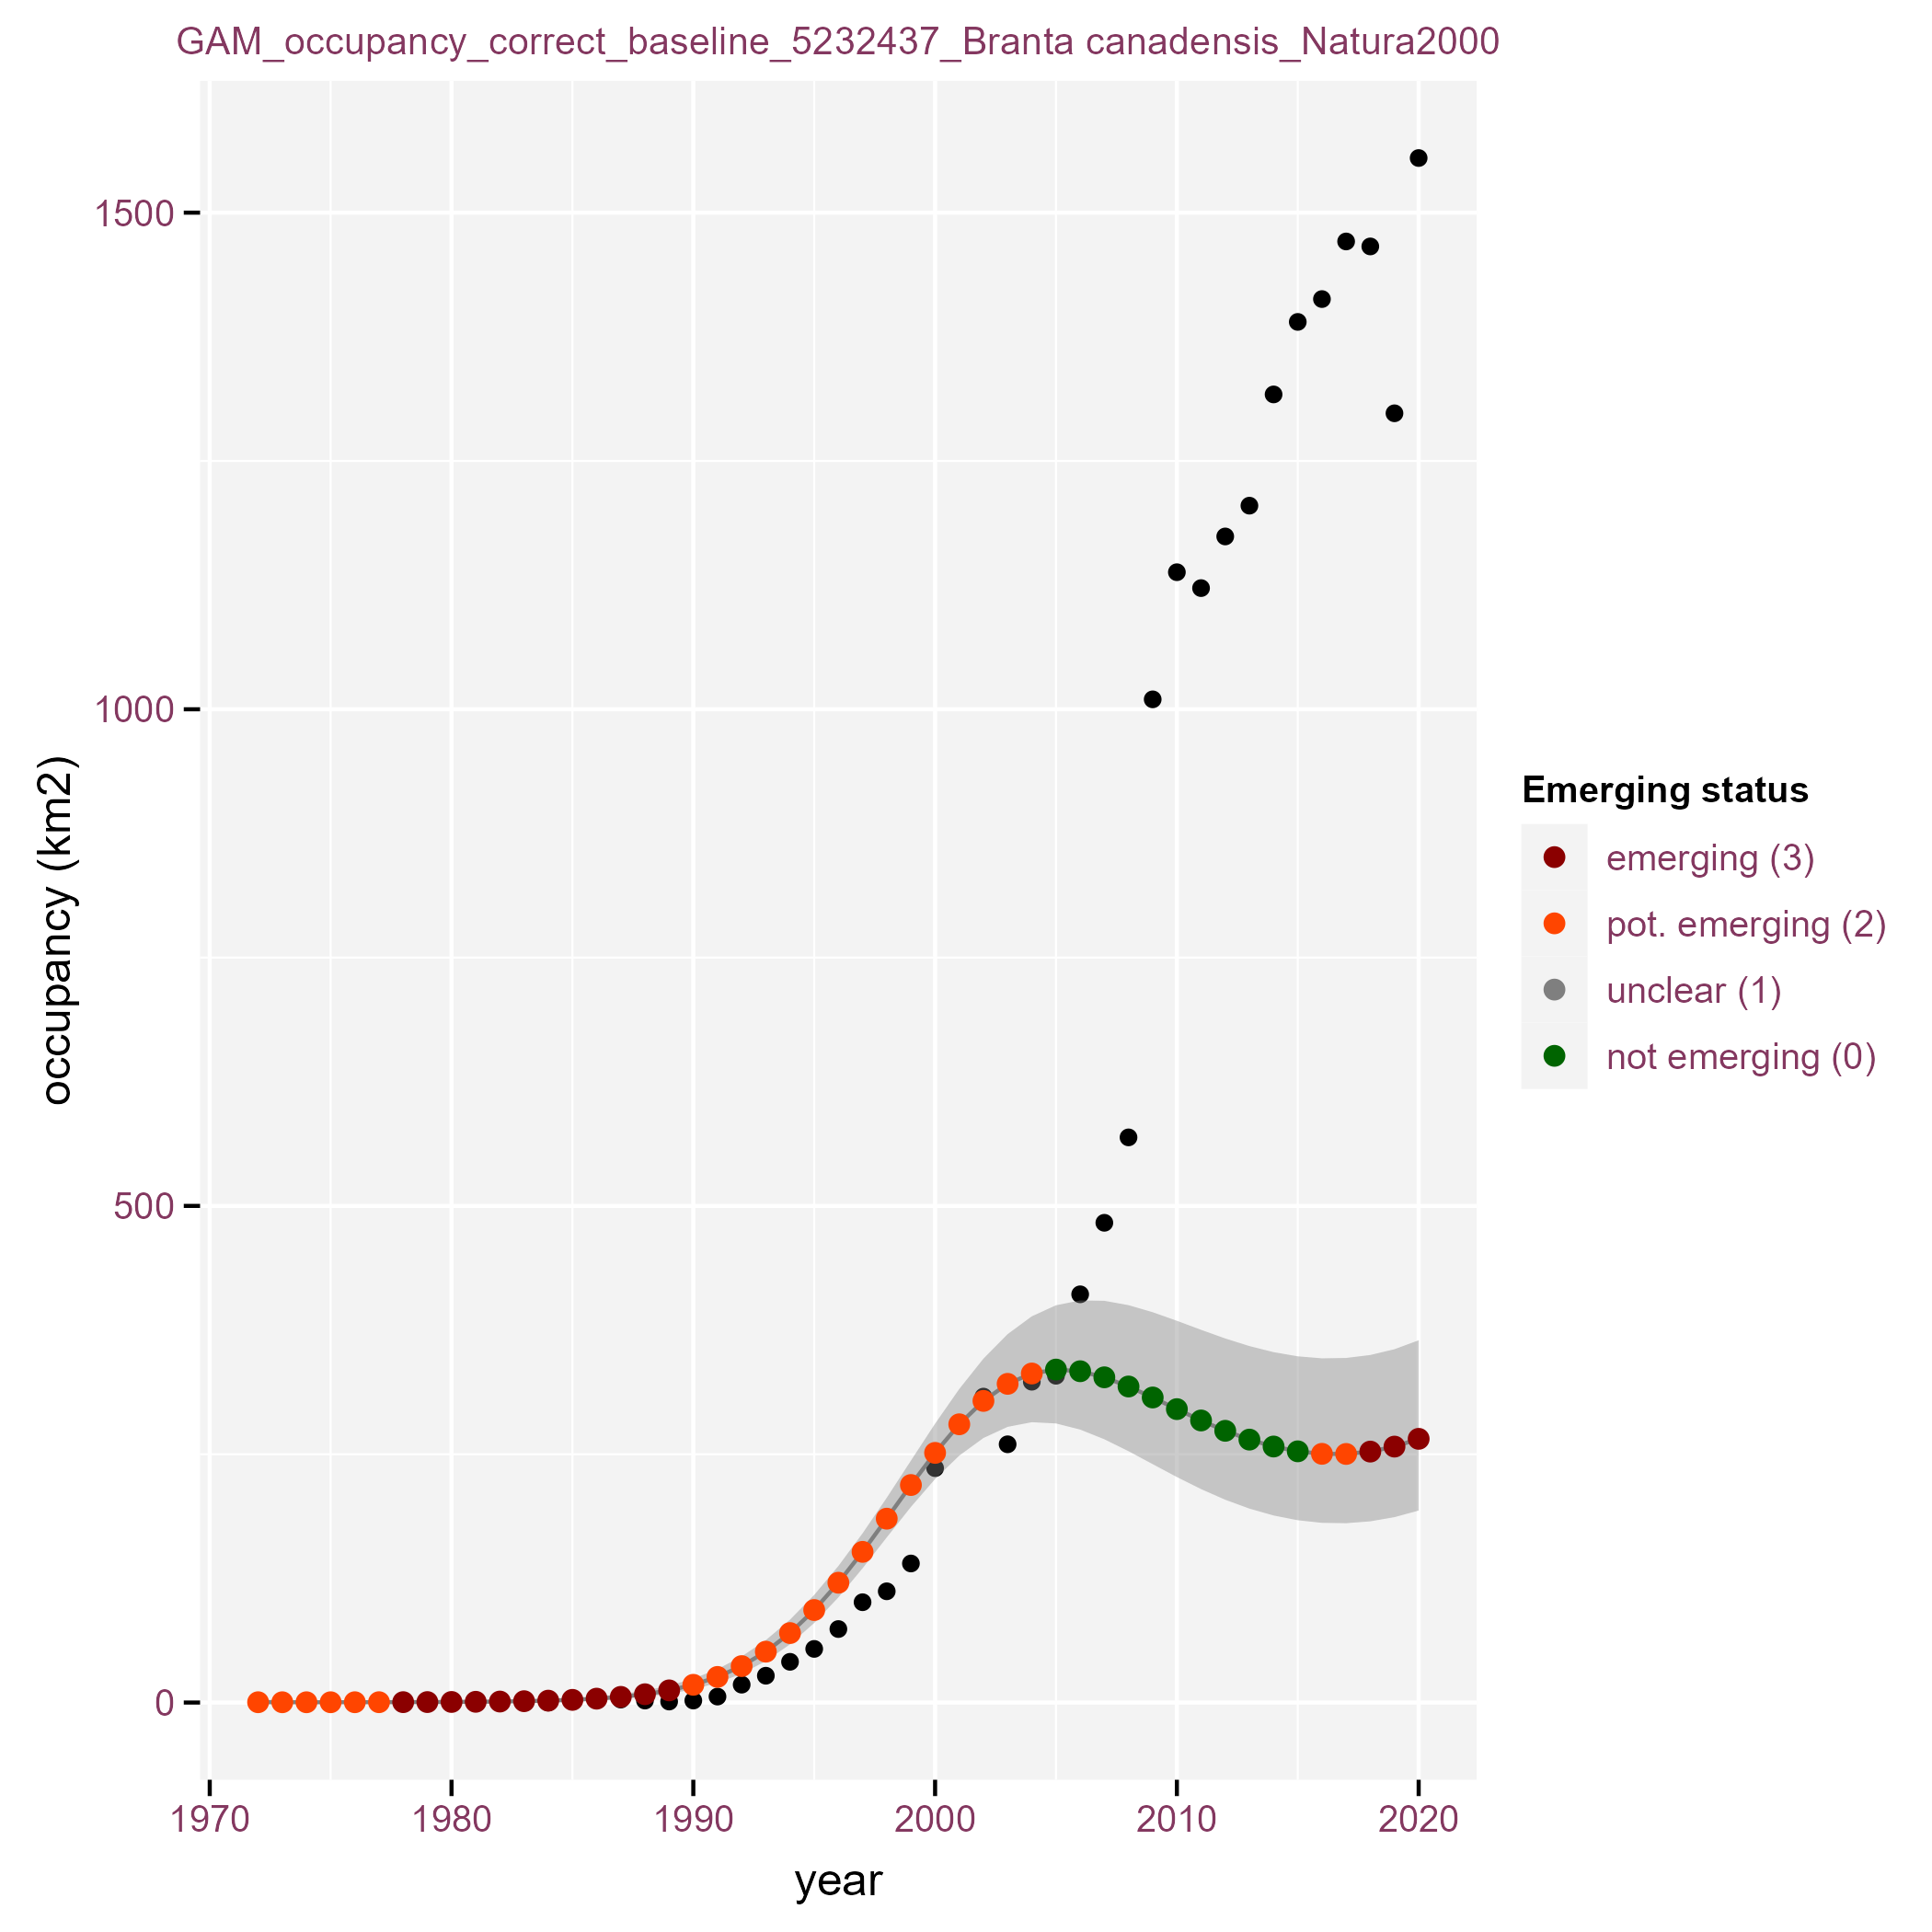 GAM_occupancy_correct_baseline_5232437_Branta canadensis_Natura2000
1500
1000
500
0
occupancy (km2)
1970 1980 1990 2000 2010 2020
year
Emerging status
emerging (3)
pot. emerging (2)
unclear (1)
not emerging (0)